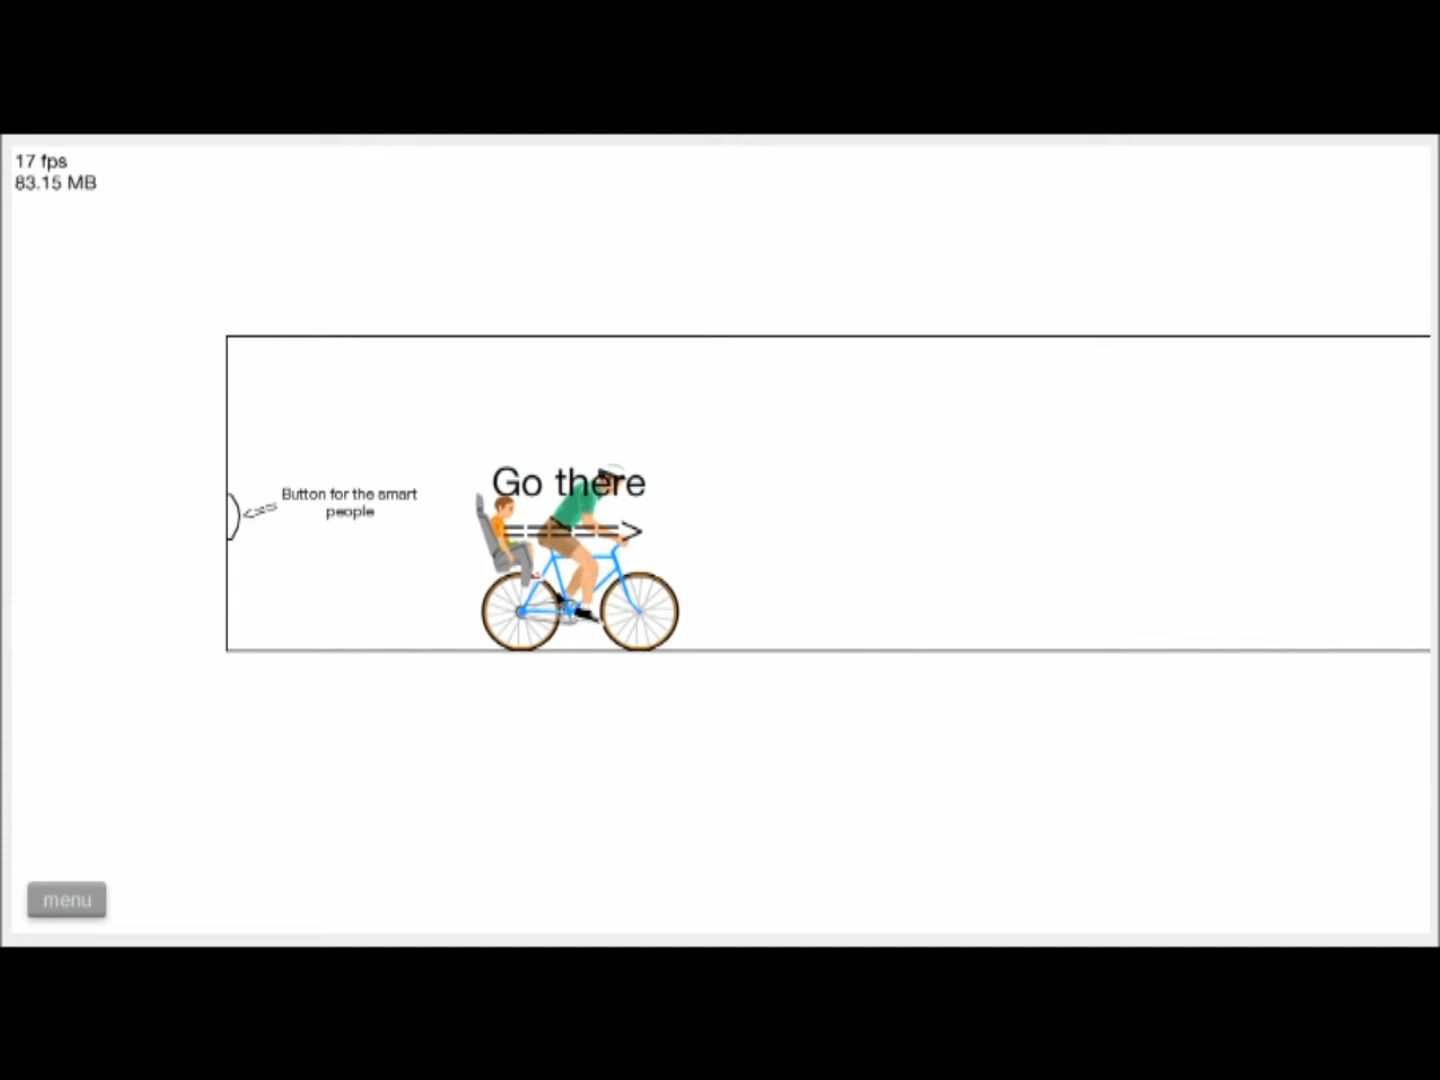 17 fps
83.15 MB
Go there
Button for the smart
people
menu